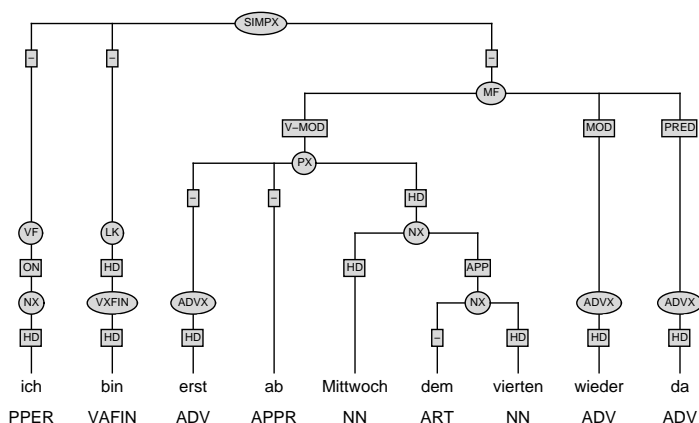 SIMPX
– – –
MF
V–MOD MOD PRED
PX
– – HD
VF LK NX
ON HD HD APP
NX VXFIN ADVX NX ADVX ADVX
HD HD HD – HD HD HD
ich bin erst ab Mittwoch dem vierten wieder da
PPER VAFIN ADV APPR NN ART NN ADV ADV